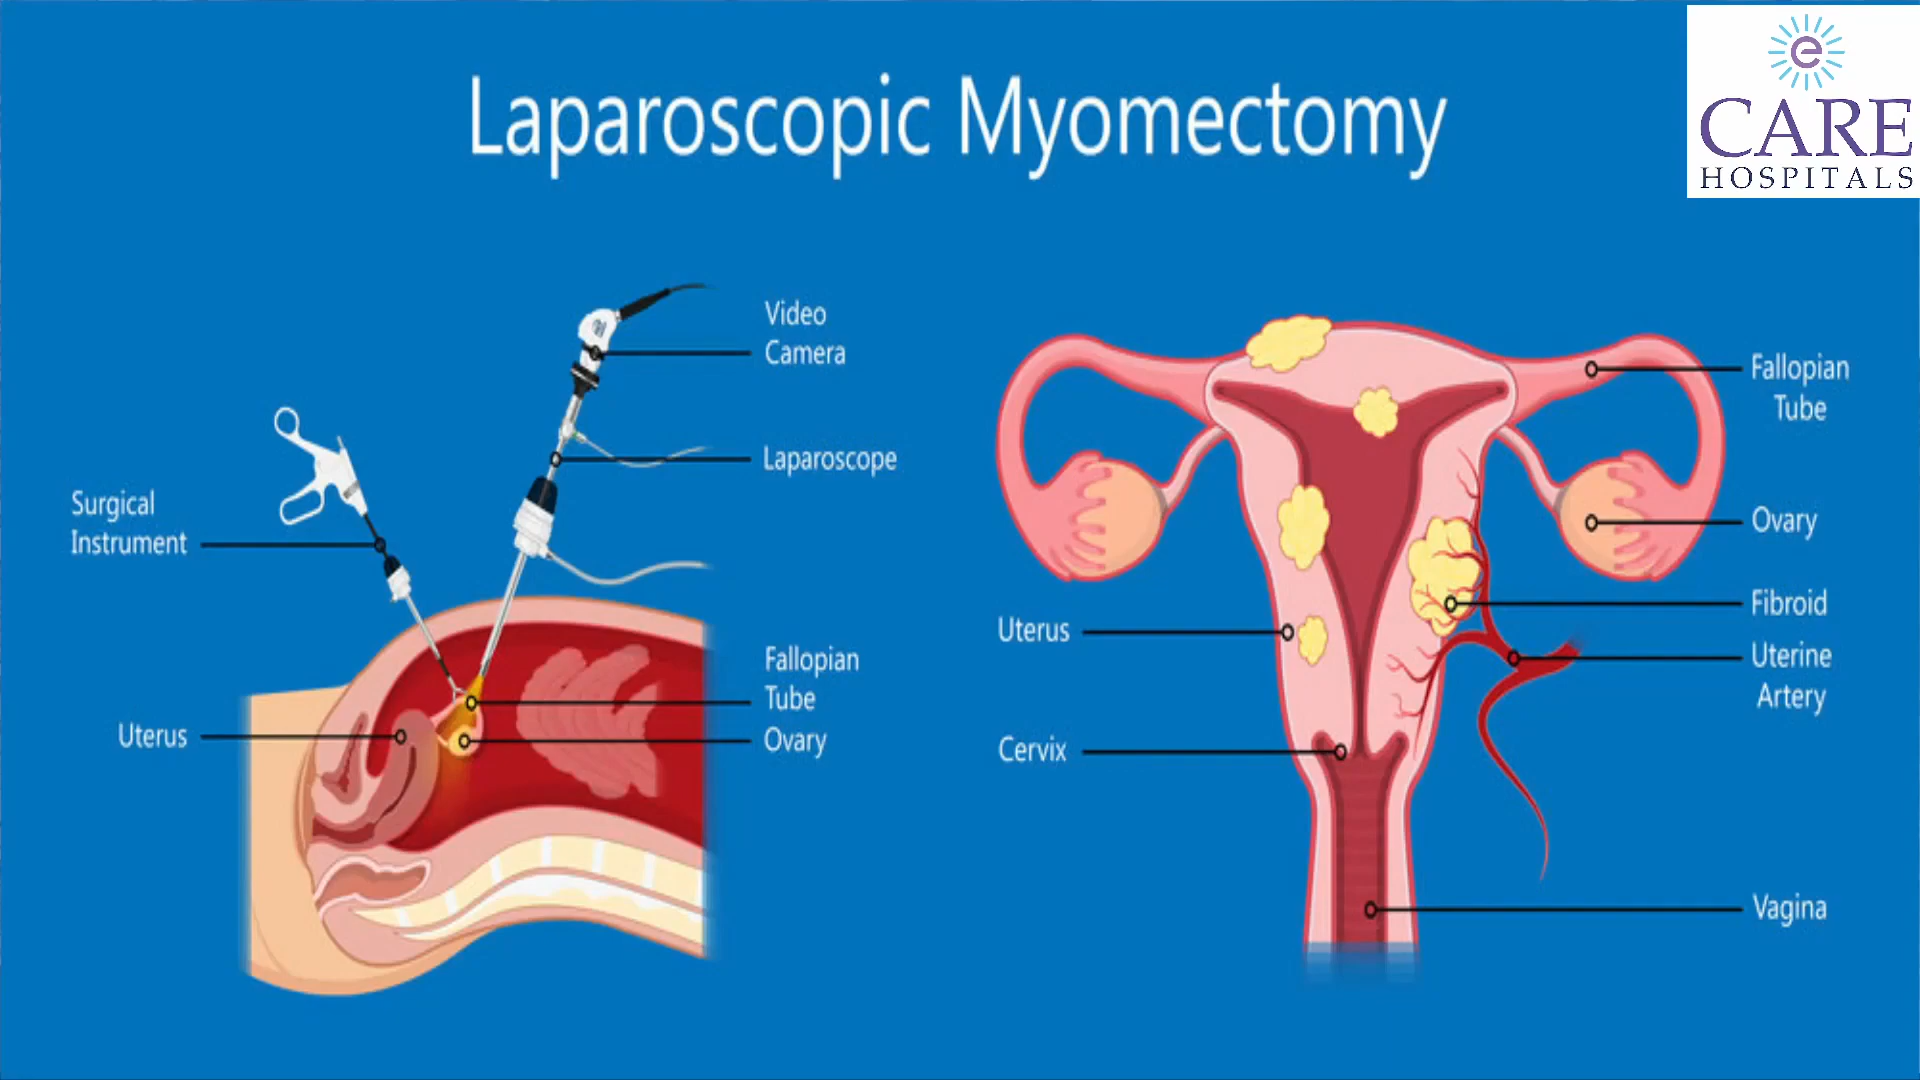 Laparoscopic Myomectomy
e
CARE
HOSPITALS
Video
Camera
Laparoscope
Surgical
Instrument
Fallopian
Tube
Ovary
Uterus
Fallopian
Tube
Ovary
Fibroid
Uterine
Artery
Uterus
Cervix
Vagina